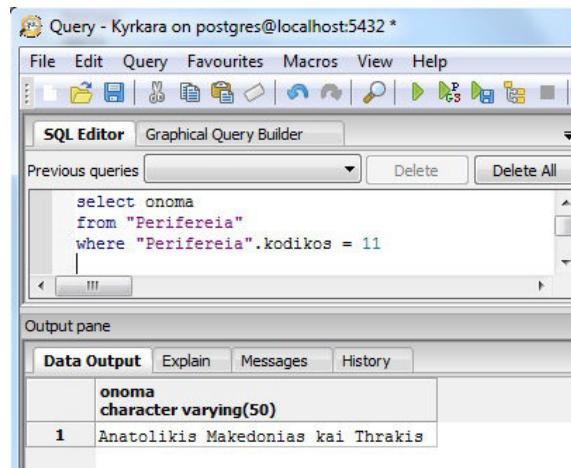 Query - Kyrkara on postgres@localhost:5432 *
File Edit Query Favourites Macros View Help
SQL Editor Graphical Query Builder
Previous queries Delete Delete All
select onoma
from "Perifereia"
where "Perifereia".kodikos = 11
Output pane
Data Output Explain Messages History
onoma
character varying(50)
1 Anatolikis Makedonias kai Thrakis